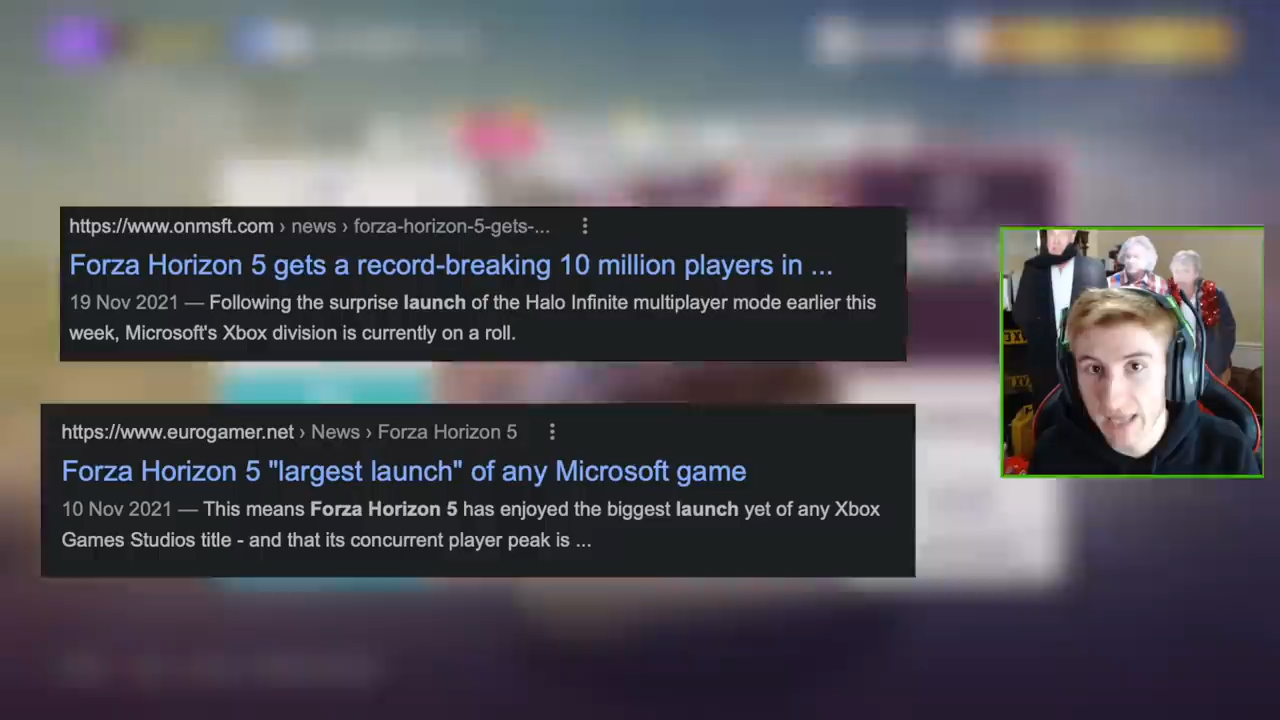 https://www.onmsft.com › news › forza-horizon-5-gets-...
Forza Horizon 5 gets a record-breaking 10 million players in ...
19 Nov 2021 — Following the surprise launch of the Halo Infinite multiplayer mode earlier this
week, Microsoft's Xbox division is currently on a roll.
https://www.eurogamer.net › News › Forza Horizon 5
Forza Horizon 5 "largest launch" of any Microsoft game
10 Nov 2021 — This means Forza Horizon 5 has enjoyed the biggest launch yet of any Xbox
Games Studios title - and that its concurrent player peak is ...